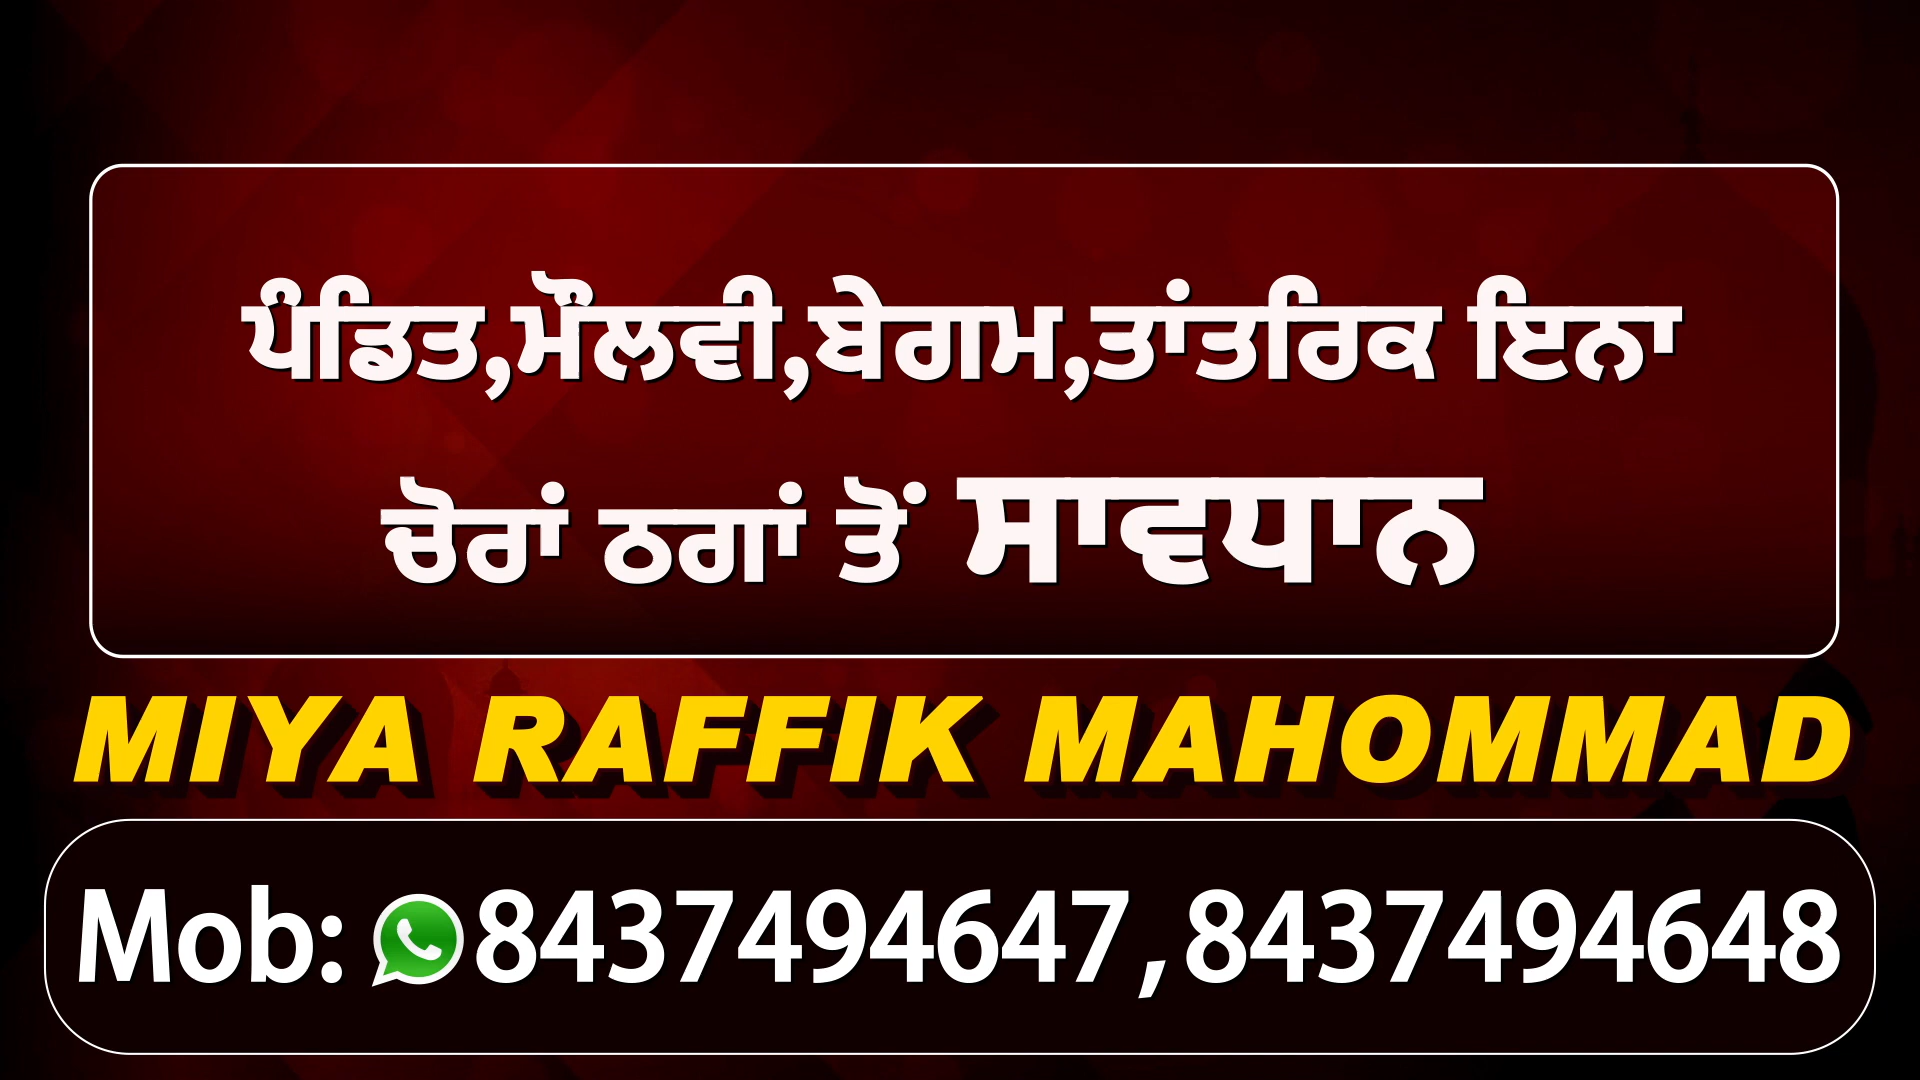 ਪੰਡਿਤ,ਮੌਲਵੀ,ਬੇਗਮ,ਤਾਂਤਰਿਕ ਇਨਾ
ਚੋਰਾਂ ਠਗਾਂ ਤੋਂ ਸਾਵਧਾਨ
MIYA RAFFIK MAHOMMAD
Mob: 8437494647, 8437494648